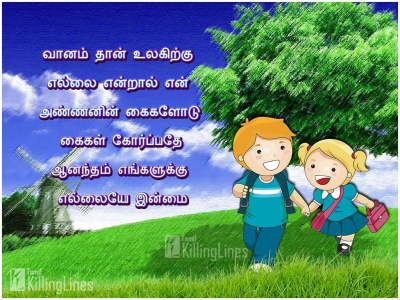 வானம் தான் உலகிற்கு
எல்லை என்றால் என்
அண்ணனின் கைகளோடு
கைகள் கோர்ப்பதே
ஆனந்தம் எங்களுக்கு
எல்லையே இன்மை
Tamil
KillingLines
Tamil
KillingLines